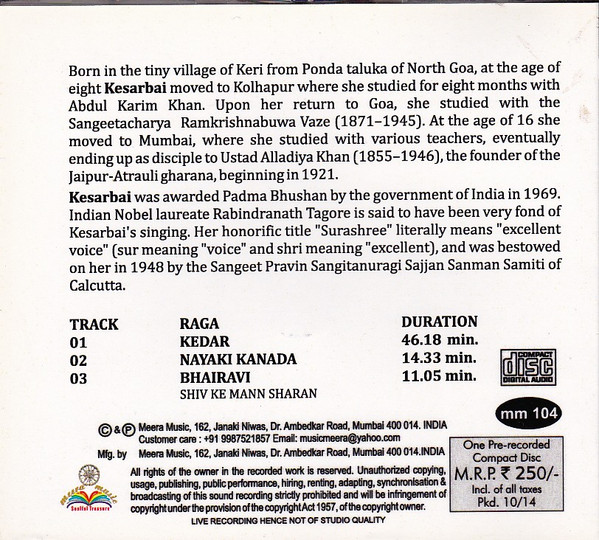 Born in the tiny village of Keri from Ponda taluka of North Goa, at the age of
eight Kesarbai moved to Kolhapur where she studied for eight months with
Abdul Karim Khan. Upon her return to Goa, she studied with the
Sangeetacharya Ramkrishnabuwa Vaze (1871-1945). At the age of 16 she
moved to Mumbai, where she studied with various teachers, eventually
ending up as disciple to Ustad Alladiya Khan (1855–1946), the founder of the
Jaipur-Atrauli gharana, beginning in 1921.
Kesarbai was awarded Padma Bhushan by the government of India in 1969.
Indian Nobel laureate Rabindranath Tagore is said to have been very fond of
Kesarbai's singing. Her honorific title "Surashree" literally means "excellent
voice" (sur meaning "voice" and shri meaning "excellent), and was bestowed
on her in 1948 by the Sangeet Pravin Sangitanuragi Sajjan Sanman Samiti of
Calcutta.
TRACK RAGA DURATION
01 KEDAR 46.18 min.
02 NAYAKI KANADA 14.33 min.
03 BHAIRAVI 11.05 min.
SHIV KE MANN SHARAN
COMPACT
disc
DIGITAL AUDIO
mm 104
© & ℗ Meera Music, 162, Janaki Niwas, Dr. Ambedkar Road, Mumbai 400 014. INDIA
Customer care : +91 9987521857 Email: musicmeera@yahoo.com
Mfg. by Meera Music, 162, Janaki Niwas, Dr. Ambedkar Road, Mumbai 400 014.INDIA
All rights of the owner in the recorded work is reserved. Unauthorized copying,
usage, publishing, public performance, hiring, renting, adapting, synchronisation &
broadcasting of this sound recording strictly prohibited and will be infringement of
copyright under the provision of the copyright Act 1957, of the copyright owner.
LIVE RECORDING HENCE NOT OF STUDIO QUALITY
meera music
Soulful Treasure
One Pre-recorded
Compact Disc
M.R.P. ₹ 250/-
Incl. of all taxes
Pkd. 10/14